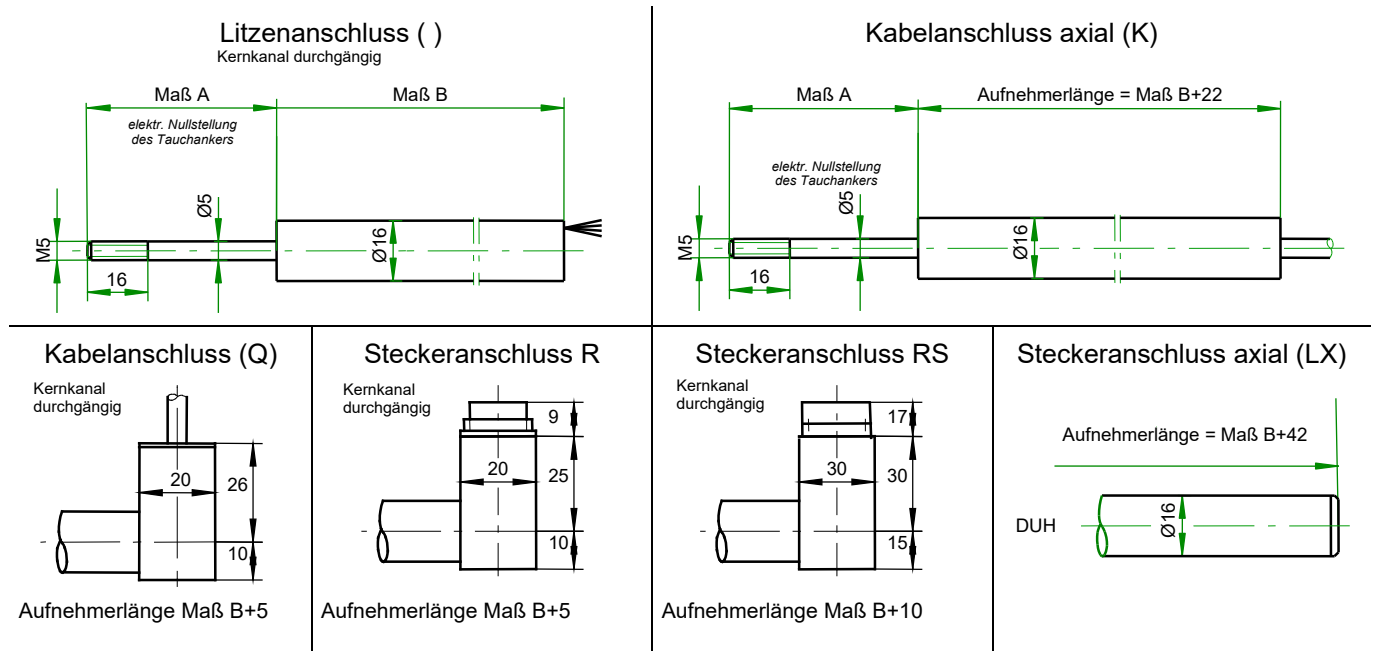 Litzenanschluss ( )
Kernkanal durchgängig
Maß A
Maß B
elektr. Nullstellung
des Tauchankers
M5
Ø5
Ø16
16
Kabelanschluss axial (K)
Maß A
Aufnehmerlänge = Maß B+22
elektr. Nullstellung
des Tauchankers
M5
Ø5
Ø16
16
Kabelanschluss (Q)
Kernkanal
durchgängig
20
26
10
Aufnehmerlänge Maß B+5
Steckeranschluss R
Kernkanal
durchgängig
9
20
25
10
Aufnehmerlänge Maß B+5
Steckeranschluss RS
Kernkanal
durchgängig
17
30
30
15
Aufnehmerlänge Maß B+10
Steckeranschluss axial (LX)
Aufnehmerlänge = Maß B+42
DUH
Ø16